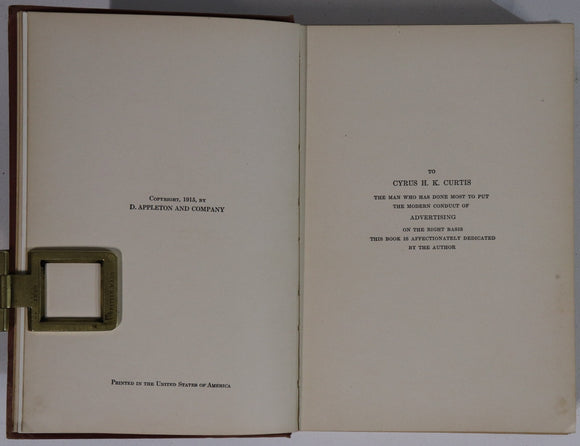 Copyright, 1915, by
D. APPLETON AND COMPANY
Printed in the United States of America
TO
CYRUS H. K. CURTIS
THE MAN WHO HAS DONE MOST TO PUT
THE MODERN CONDUCT OF
ADVERTISING
ON THE RIGHT BASIS
THIS BOOK IS AFFECTIONATELY DEDICATED
BY THE AUTHOR